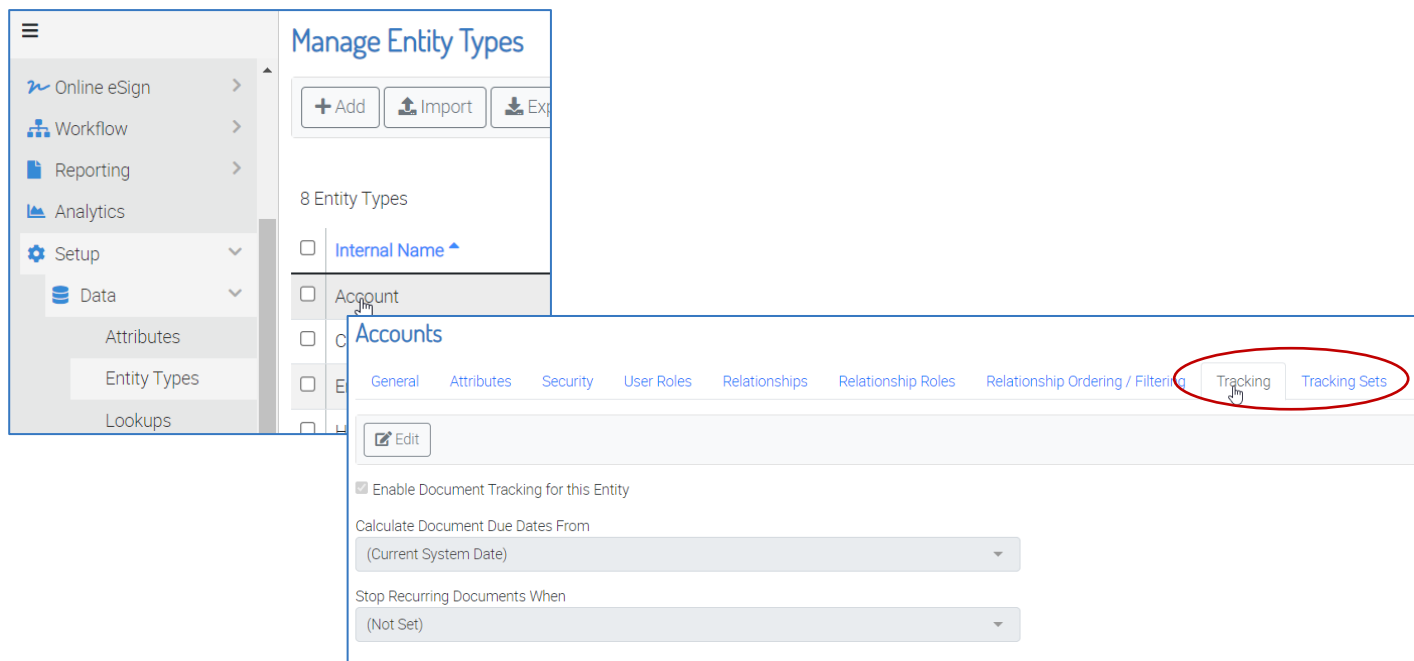 Manage Entity Types
Online eSign
Workflow
Reporting
Analytics
Setup
Data
Attributes
Entity Types
Lookups
Add
Import
8 Entity Types
Internal Name
Account
Accounts
General Attributes Security User Roles Relationships Relationship Roles Relationship Ordering / Filtering Tracking Tracking Sets
Edit
Enable Document Tracking for this Entity
Calculate Document Due Dates From
(Current System Date)
Stop Recurring Documents When
(Not Set)